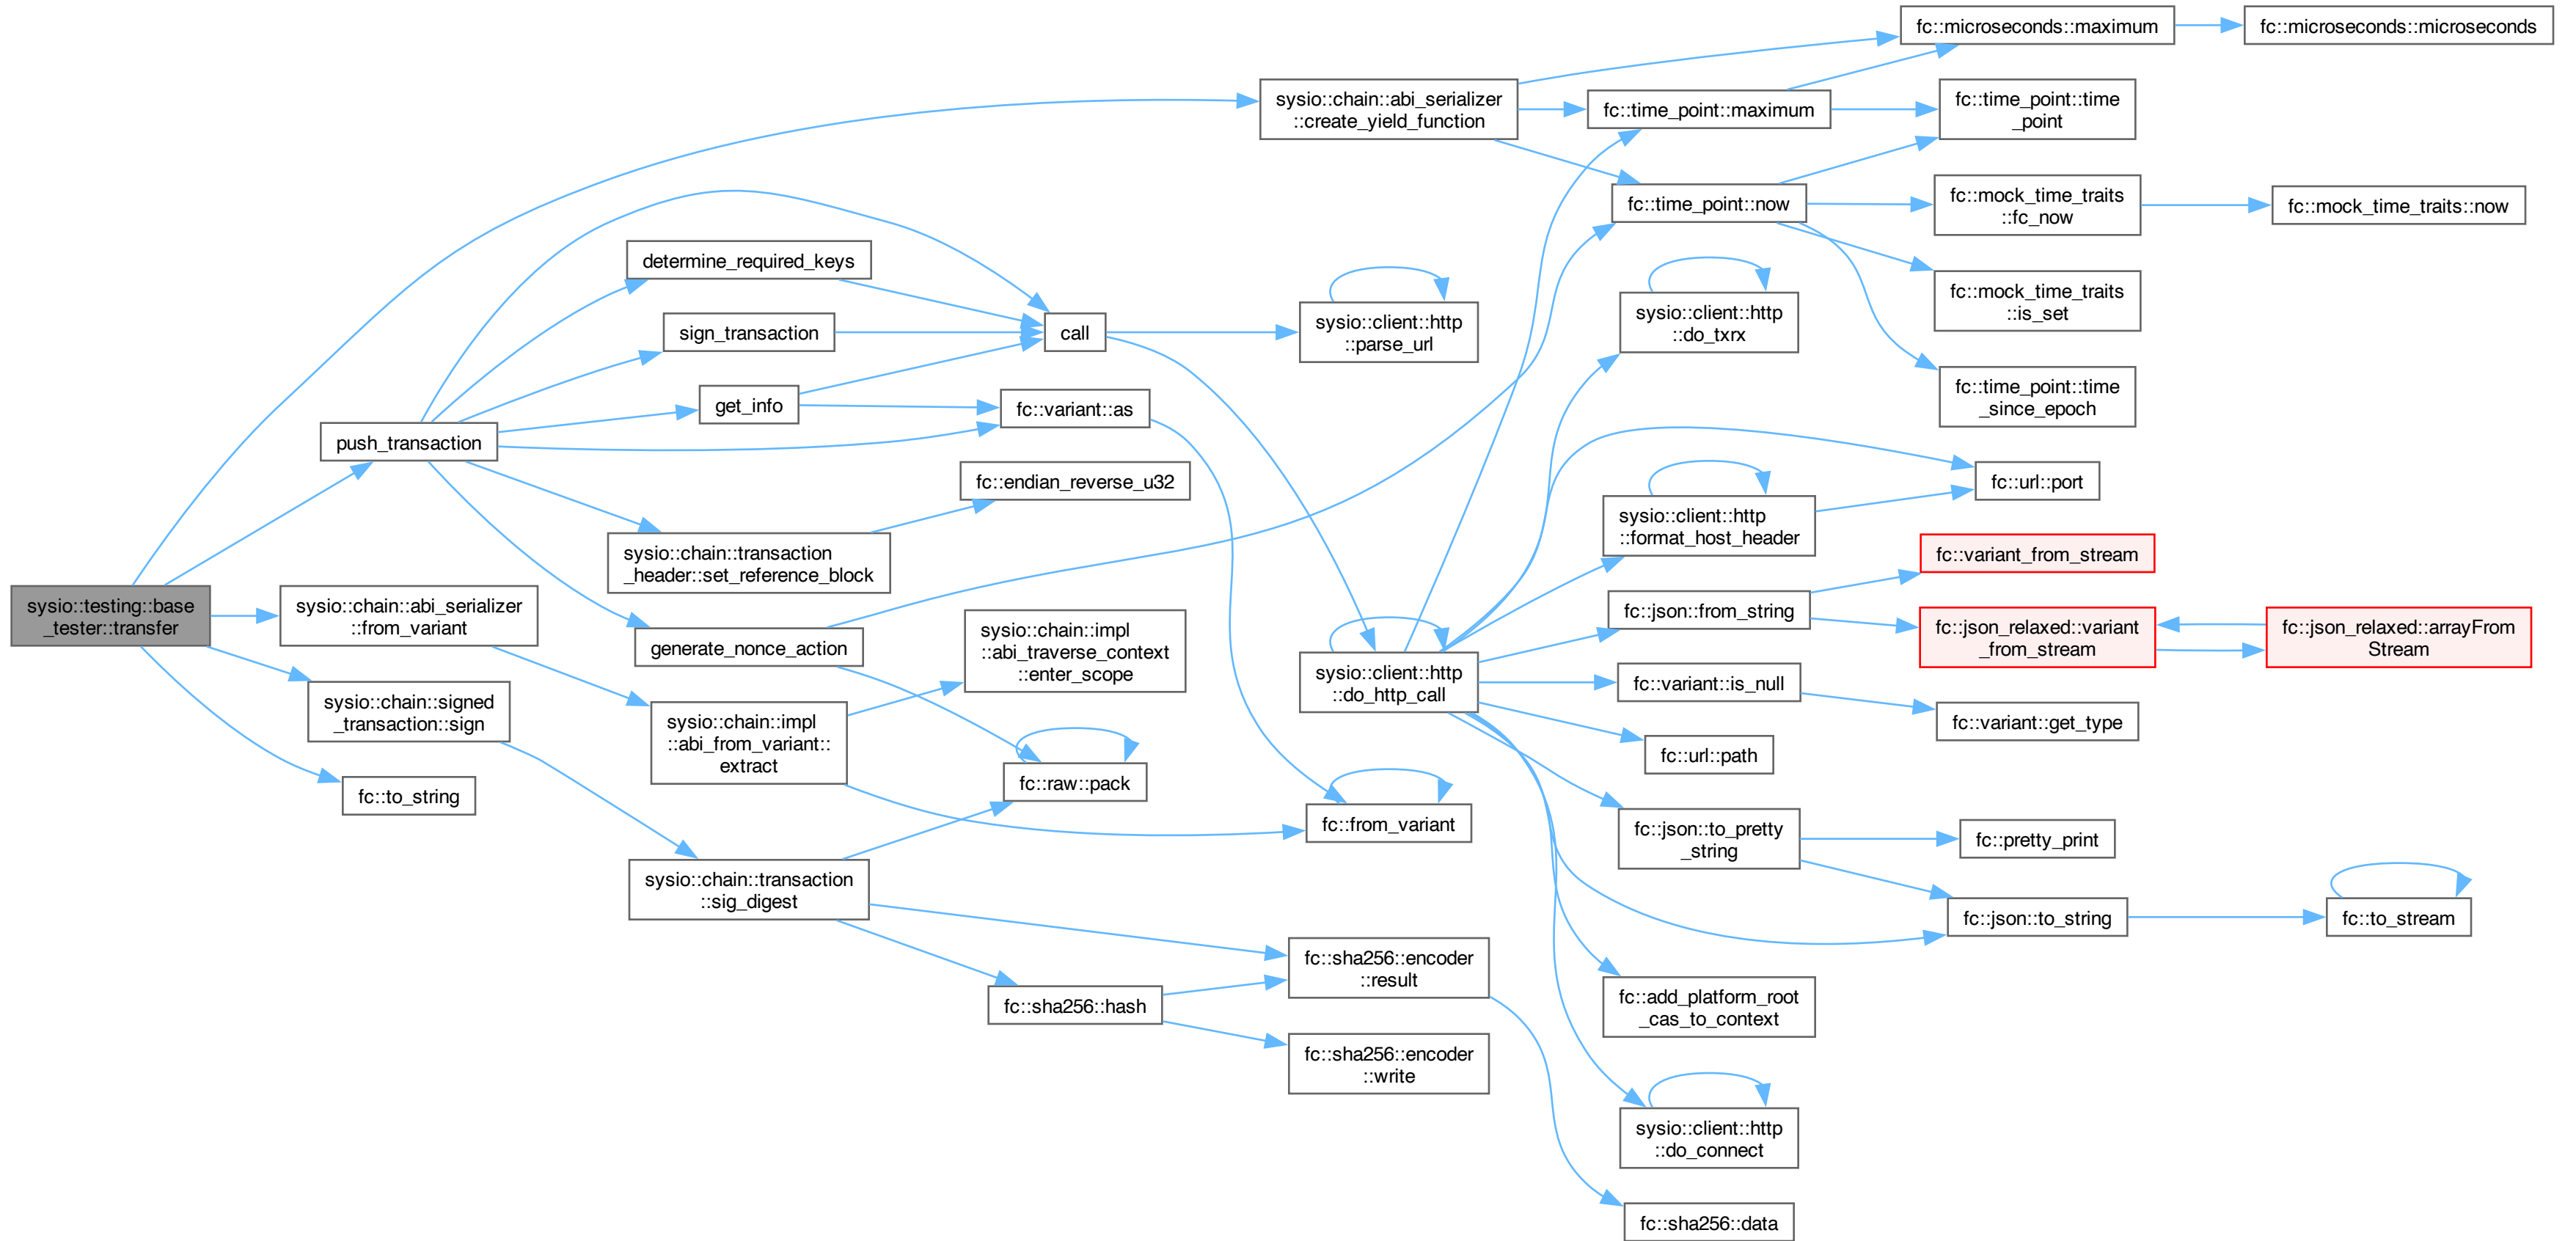 sysio::testing::base
_tester::transfer
sysio::chain::abi_serializer
::create_yield_function
fc::microseconds::maximum
fc::microseconds::microseconds
fc::time_point::maximum
fc::time_point::time
_point
fc::time_point::now
fc::mock_time_traits
::fc_now
fc::mock_time_traits::now
fc::mock_time_traits
::is_set
fc::time_point::time
_since_epoch
push_transaction
determine_required_keys
sign_transaction
get_info
call
fc::variant::as
fc::endian_reverse_u32
sysio::chain::transaction
_header::set_reference_block
generate_nonce_action
sysio::client::http
::parse_url
sysio::client::http
::do_txrx
fc::url::port
sysio::client::http
::format_host_header
fc::variant_from_stream
fc::json::from_string
fc::json_relaxed::variant
_from_stream
fc::json_relaxed::arrayFrom
Stream
sysio::client::http
::do_http_call
fc::variant::is_null
fc::variant::get_type
fc::url::path
fc::json::to_pretty
_string
fc::pretty_print
fc::json::to_string
fc::to_stream
fc::add_platform_root
_cas_to_context
sysio::client::http
::do_connect
sysio::chain::abi_serializer
::from_variant
sysio::chain::impl
::abi_from_variant::
extract
sysio::chain::impl
::abi_traverse_context
::enter_scope
fc::raw::pack
fc::from_variant
sysio::chain::signed
_transaction::sign
fc::to_string
sysio::chain::transaction
::sig_digest
fc::sha256::hash
fc::sha256::encoder
::result
fc::sha256::encoder
::write
fc::sha256::data